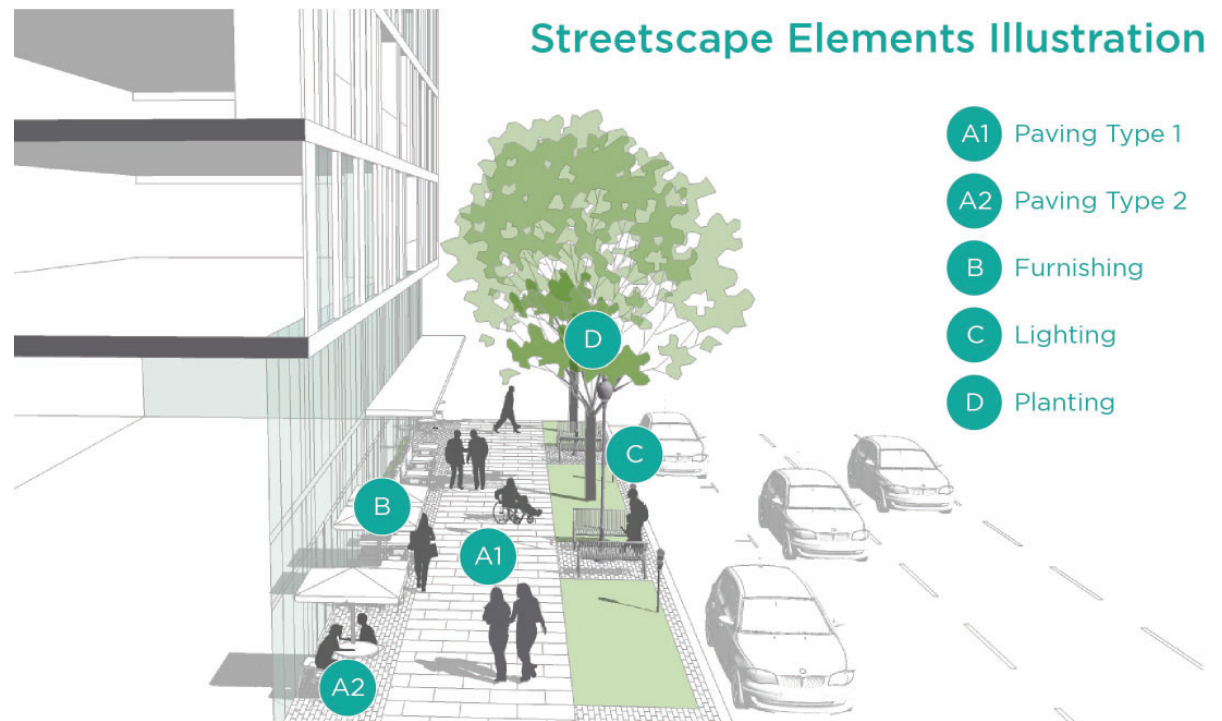 Streetscape Elements Illustration
A1 Paving Type 1
A2 Paving Type 2
B Furnishing
C Lighting
D Planting
D
C
B
A1
A2